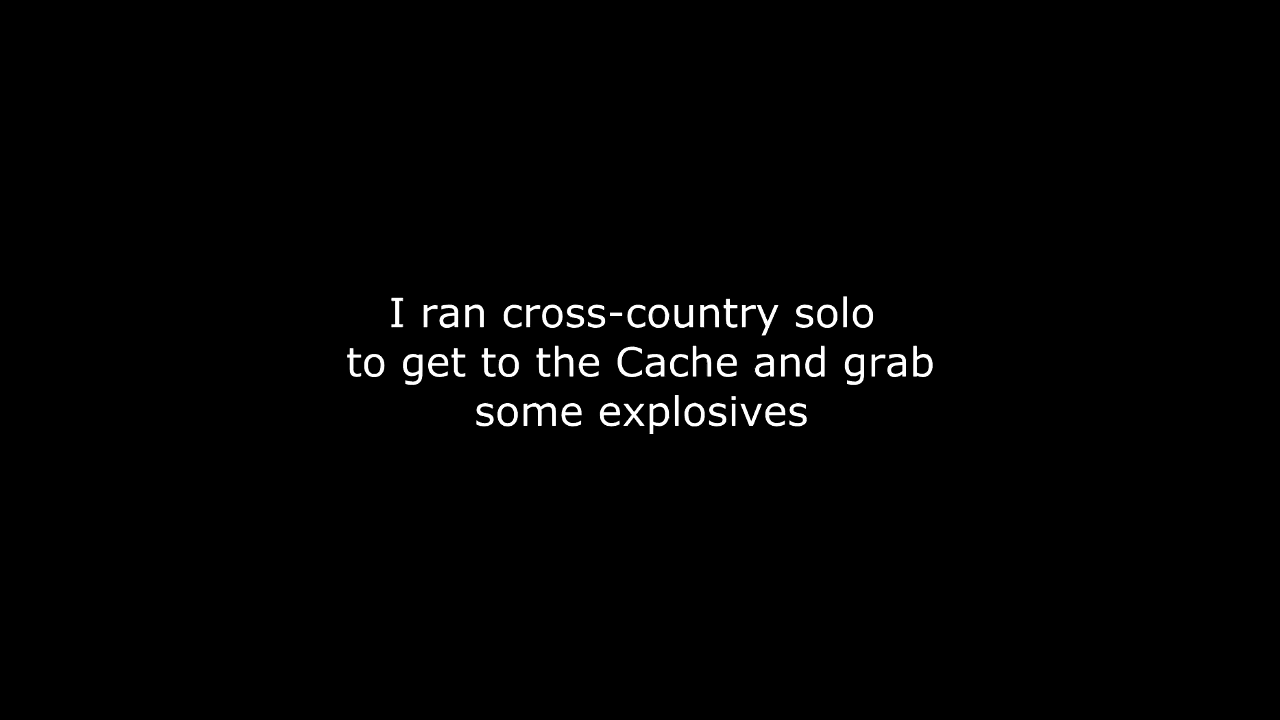 I ran cross-country solo
to get to the Cache and grab
some explosives